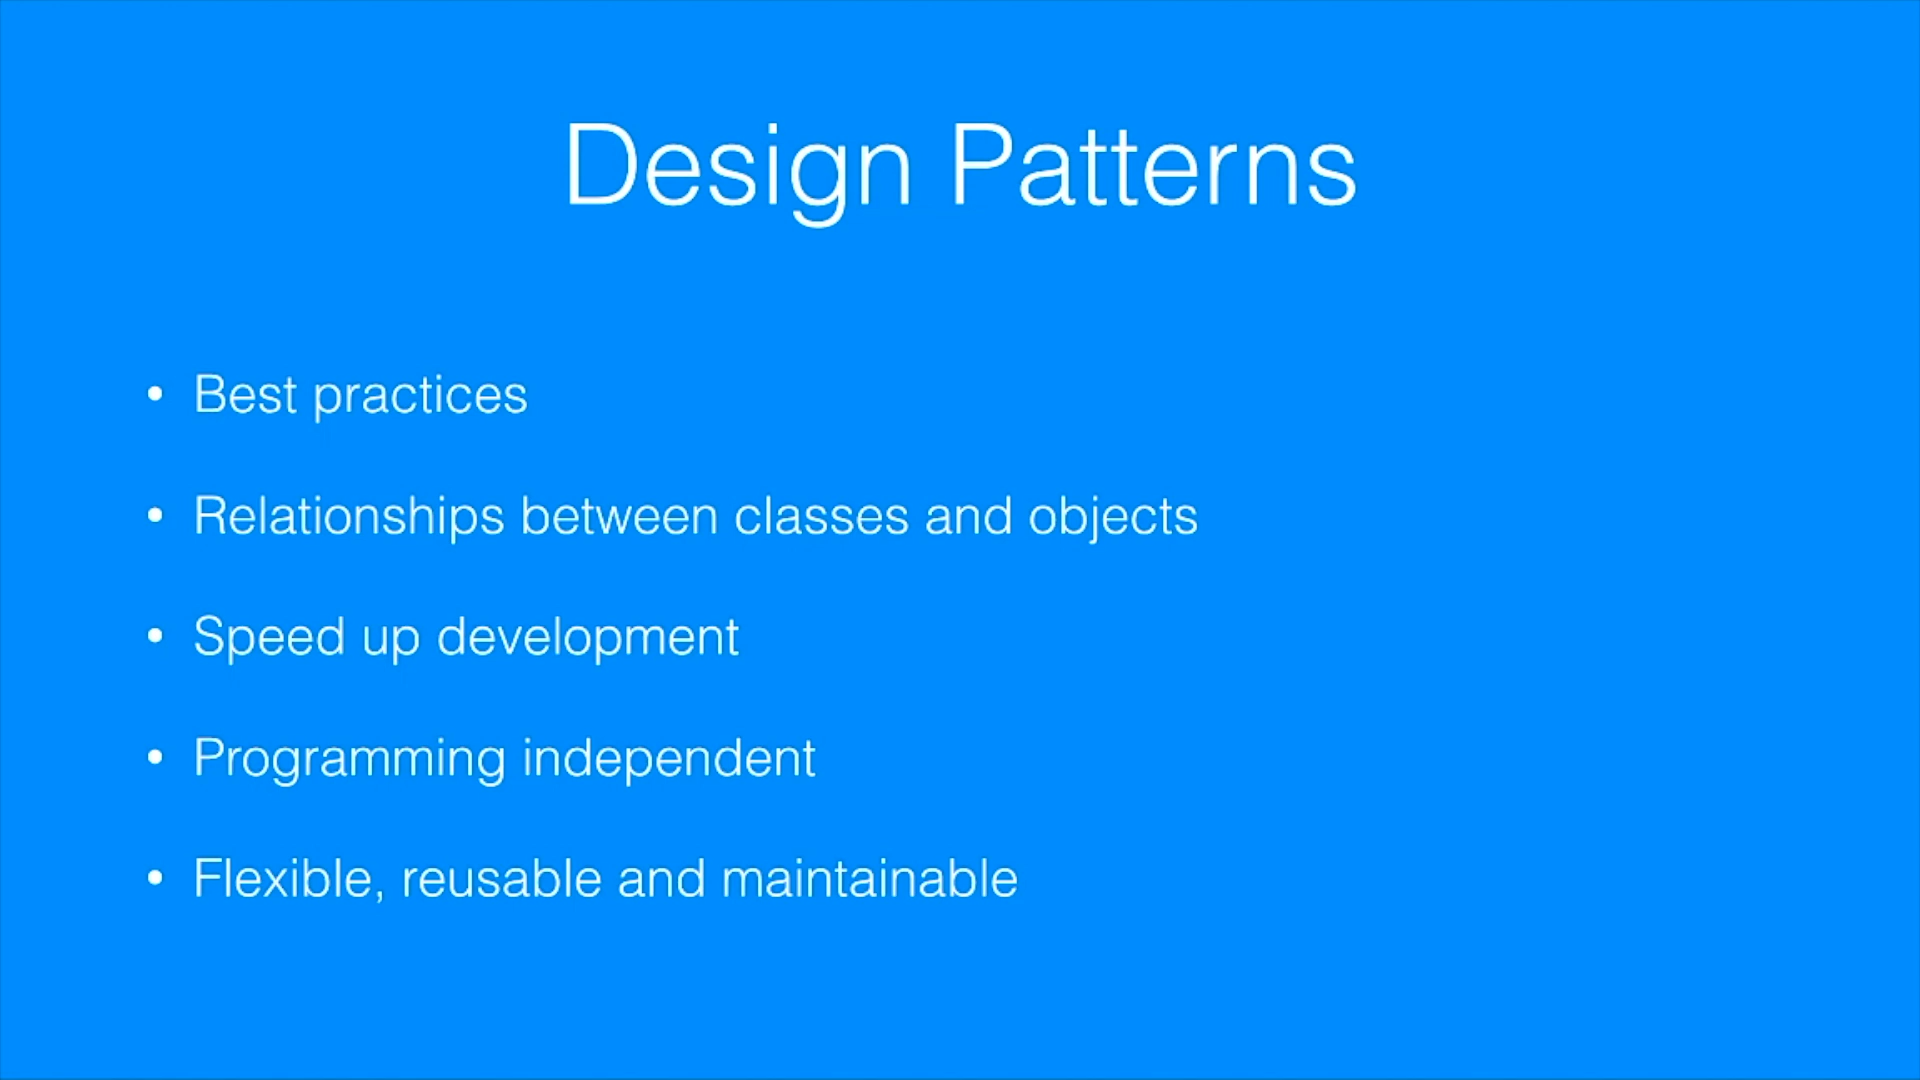 Design Patterns
• Best practices
• Relationships between classes and objects
• Speed up development
• Programming independent
• Flexible, reusable and maintainable